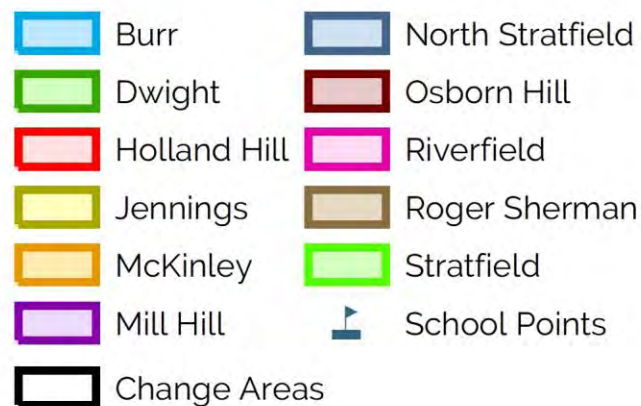 Burr
Dwight
Holland Hill
Jennings
McKinley
Mill Hill
Change Areas
North Stratfield
Osborn Hill
Riverfield
Roger Sherman
Stratfield
School Points